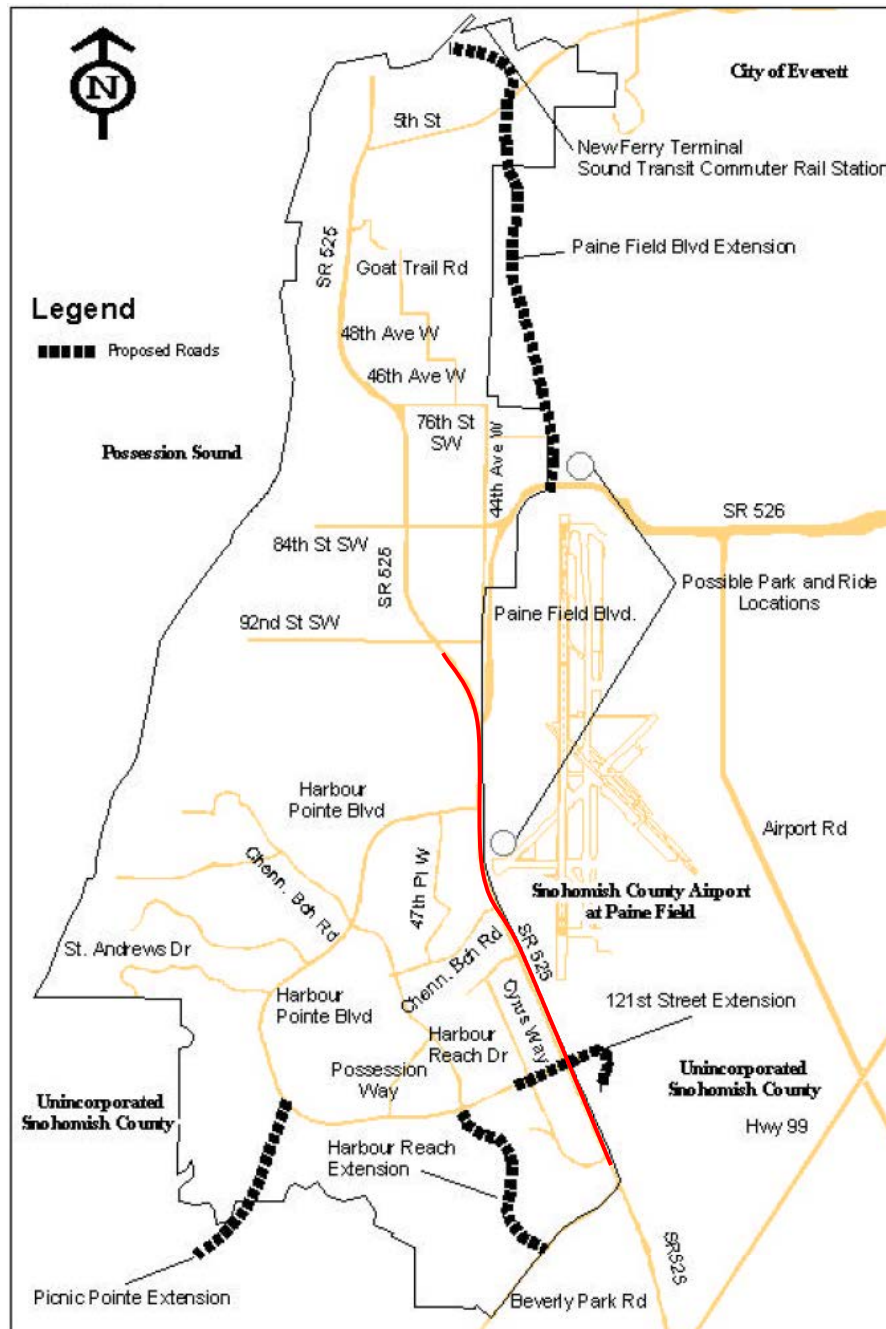 N
City of Everett
5th St
New Ferry Terminal
Sound Transit Commuter Rail Station
SR 525
Paine Field Blvd Extension
Goat Trail Rd
Legend
Proposed Roads
48th Ave W
46th Ave W
76th St
SW
44th Ave W
Possession Sound
SR 526
84th St SW
SR 525
Possible Park and Ride
Locations
92nd St SW
Paine Field Blvd.
Harbour
Pointe Blvd
Airport Rd
Chenn. Bch Rd
47th Pl W
Snohomish County Airport
at Paine Field
St. Andrews Dr
Chenn. Bch Rd
SR 525
121st Street Extension
Harbour
Pointe Blvd
Cyrus Way
Harbour
Reach Dr
Unincorporated
Snohomish County
Possession
Way
Unincorporated
Snohomish County
Hwy 99
Harbour Reach
Extension
SR525
Picnic Pointe Extension
Beverly Park Rd